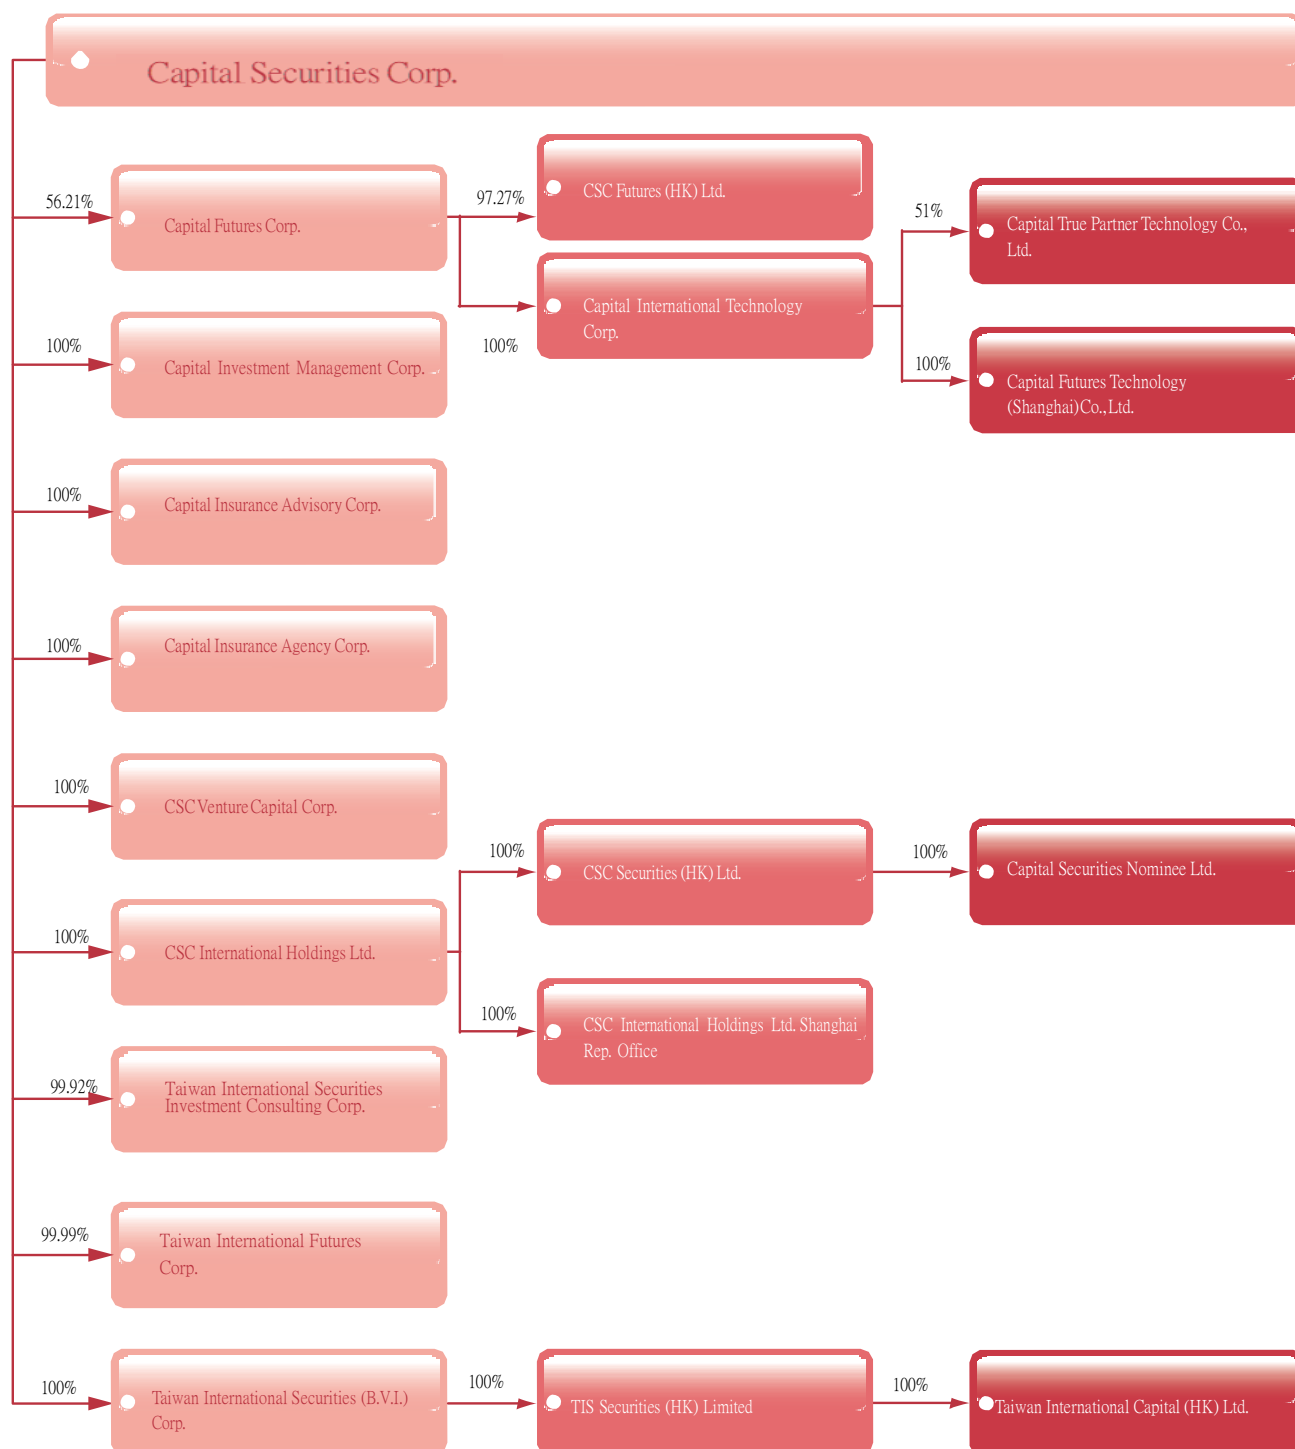 Capital Securities Corp.
56.21%
Capital Futures Corp.
97.27%
CSC Futures (HK) Ltd.
100%
Capital International Technology
Corp.
51%
Capital True Partner Technology Co.,
Ltd.
100%
Capital Futures Technology
(Shanghai)Co.,Ltd.
100%
Capital Investment Management Corp.
100%
Capital Insurance Advisory Corp.
100%
Capital Insurance Agency Corp.
100%
CSC Venture Capital Corp.
100%
CSC International Holdings Ltd.
100%
CSC Securities (HK) Ltd.
100%
Capital Securities Nominee Ltd.
100%
CSC International Holdings Ltd. Shanghai
Rep. Office
99.92%
Taiwan International Securities
Investment Consulting Corp.
99.99%
Taiwan International Futures
Corp.
100%
Taiwan International Securities (B.V.I.)
Corp.
100%
TIS Securities (HK) Limited
100%
Taiwan International Capital (HK) Ltd.